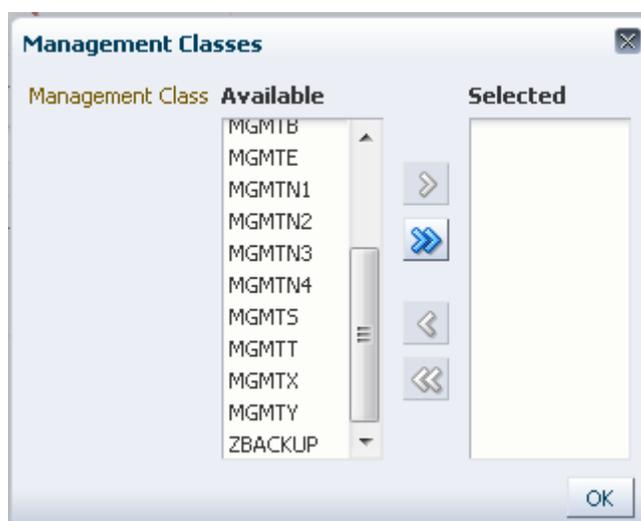 Management Classes
Management Class Available Selected
MGMTB
MGMTE
MGMTN1
MGMTN2
MGMTN3
MGMTN4
MGMTS
MGMTT
MGMTX
MGMTY
ZBACKUP
OK